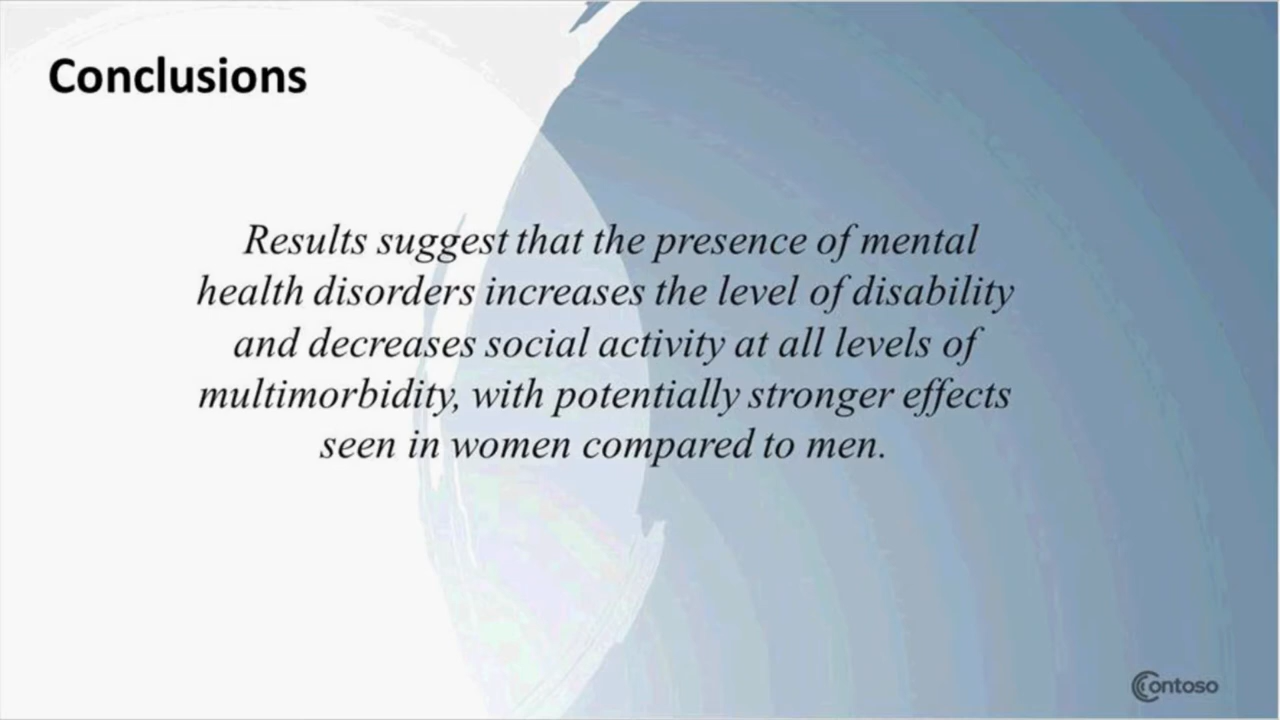 Conclusions
Results suggest that the presence of mental
health disorders increases the level of disability
and decreases social activity at all levels of
multimorbidity, with potentially stronger effects
seen in women compared to men.
Contoso